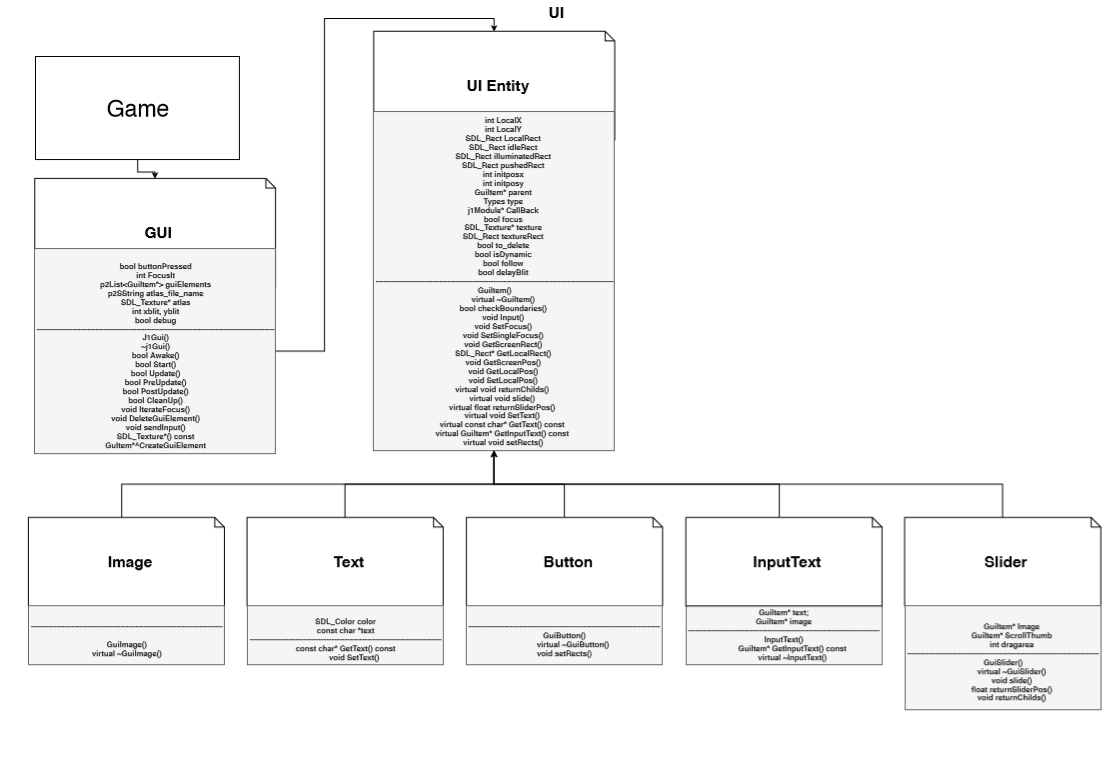 UI
Game
GUI
bool buttonPressed
int FocusIt
p2List<GuiItem*> guiElements
p2SString atlas_file_name
SDL_Texture* atlas
int xblit, yblit
bool debug
J1Gui()
~j1Gui()
bool Awake()
bool Start()
bool Update()
bool PreUpdate()
bool PostUpdate()
bool CleanUp()
void IterateFocus()
void DeleteGuiElement()
void sendInput()
SDL_Texture*() const
GuItem*^CreateGuiElement
UI Entity
int LocalX
int LocalY
SDL_Rect LocalRect
SDL_Rect idleRect
SDL_Rect illuminatedRect
SDL_Rect pushedRect
int initposx
int initposy
GuiItem* parent
Types type
j1Module* CallBack
bool focus
SDL_Texture* texture
SDL_Rect textureRect
bool to_delete
bool isDynamic
bool follow
bool delayBlit
GuiItem()
virtual ~GuiItem()
bool checkBoundaries()
void Input()
void SetFocus()
void SetSingleFocus()
void GetScreenRect()
SDL_Rect* GetLocalRect()
void GetScreenPos()
void GetLocalPos()
void SetLocalPos()
virtual void returnChilds()
virtual void slide()
virtual float returnSliderPos()
virtual void SetText()
virtual const char* GetText() const
virtual GuiItem* GetInputText() const
virtual void setRects()
Image
GuiImage()
virtual ~GuiImage()
Text
SDL_Color color
const char *text
const char* GetText() const
void SetText()
Button
GuiButton()
virtual ~GuiButton()
void setRects()
InputText
GuiItem* text;
GuiItem* image
InputText()
GuiItem* GetInputText() const
virtual ~InputText()
Slider
GuiItem* Image
GuiItem* ScrollThumb
int dragarea
GuiSlider()
virtual ~GuiSlider()
void slide()
float returnSliderPos()
void returnChilds()